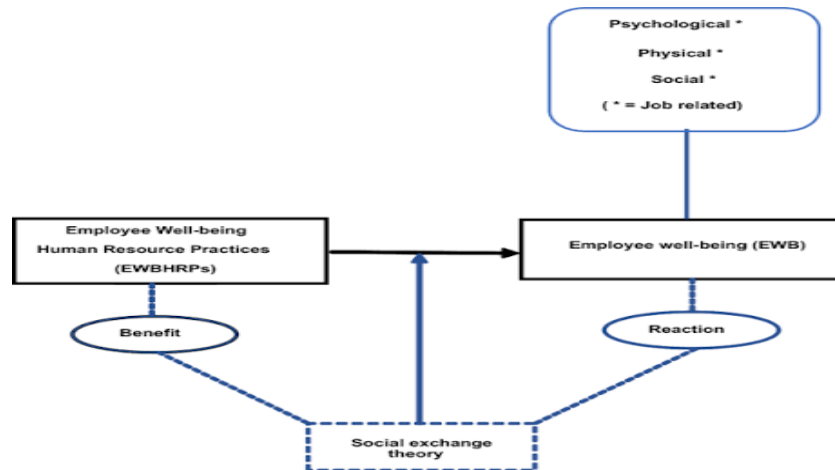 Psychological *
Physical *
Social *
( * = Job related)
Employee Well-being
Human Resource Practices
(EWBHRPs)
Employee well-being (EWB)
Benefit
Reaction
Social exchange
theory